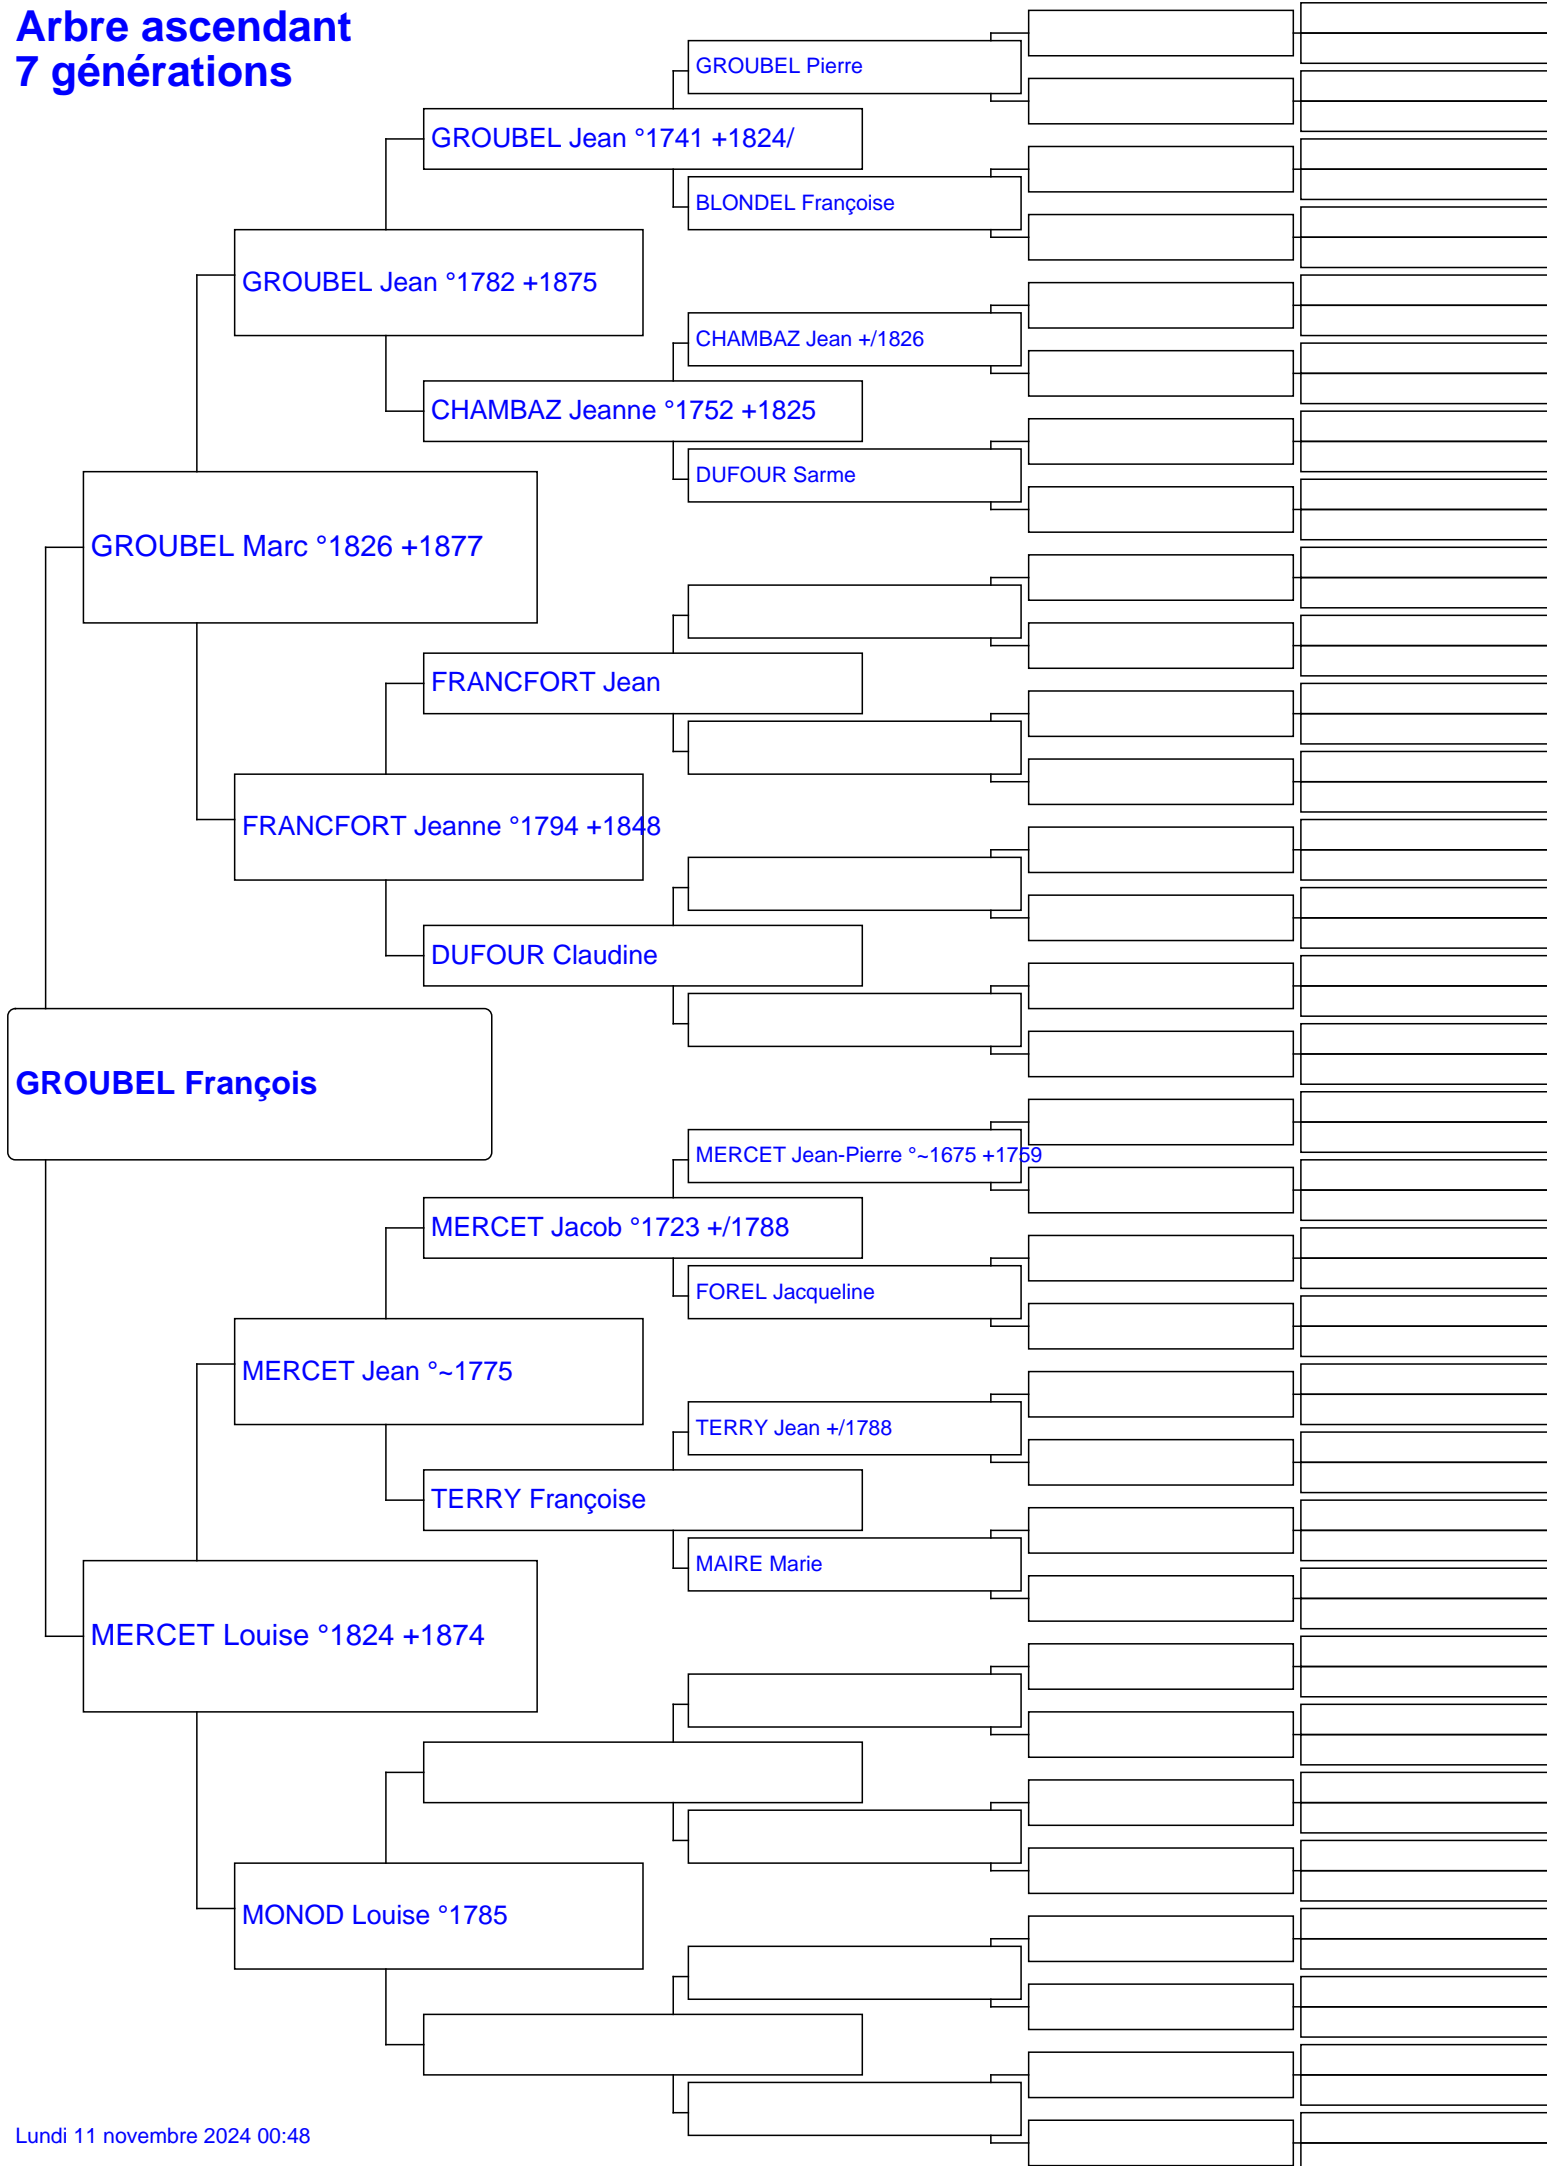 Arbre ascendant
7 générations
GROUBEL Pierre
GROUBEL Jean °1741 +1824/
BLONDEL Françoise
GROUBEL Jean °1782 +1875
CHAMBAZ Jean +/1826
CHAMBAZ Jeanne °1752 +1825
DUFOUR Sarme
GROUBEL Marc °1826 +1877
FRANCFORT Jean
FRANCFORT Jeanne °1794 +1848
DUFOUR Claudine
GROUBEL François
MERCET Jean-Pierre °~1675 +1759
MERCET Jacob °1723 +/1788
FOREL Jacqueline
MERCET Jean °~1775
TERRY Jean +/1788
TERRY Françoise
MAIRE Marie
MERCET Louise °1824 +1874
MONOD Louise °1785
Lundi 11 novembre 2024 00:48